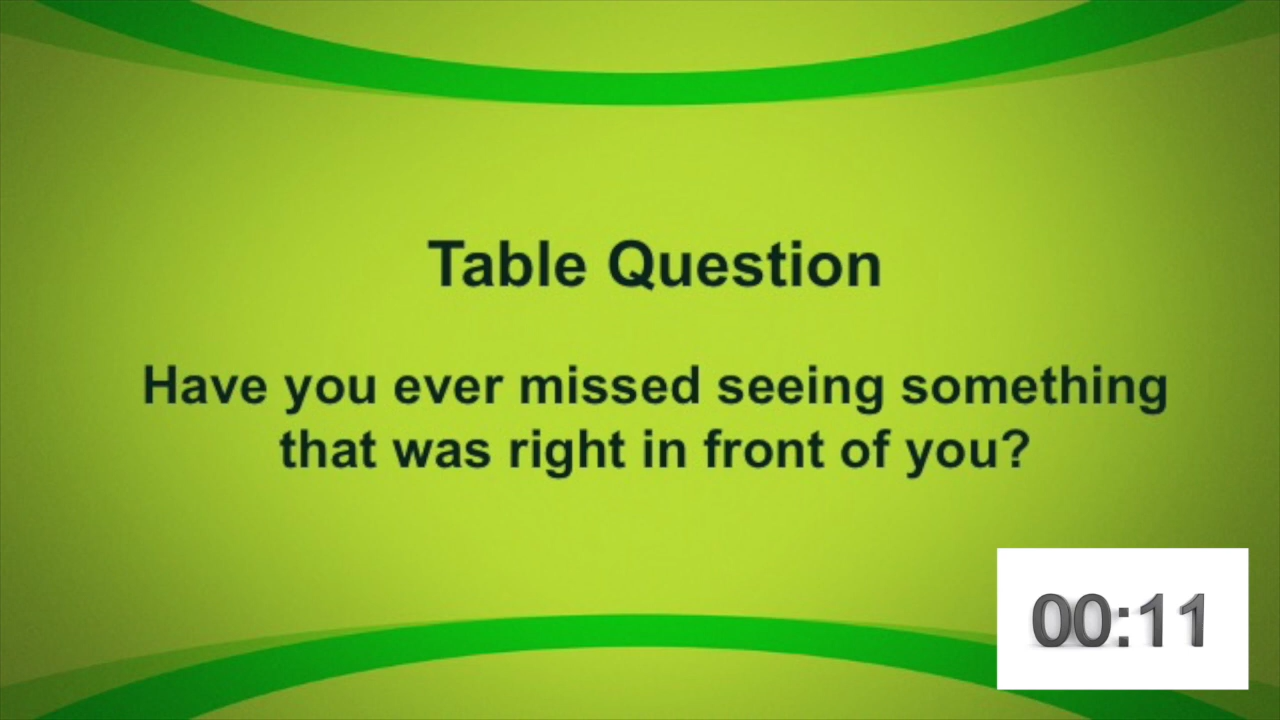 Table Question
Have you ever missed seeing something
that was right in front of you?
00:11